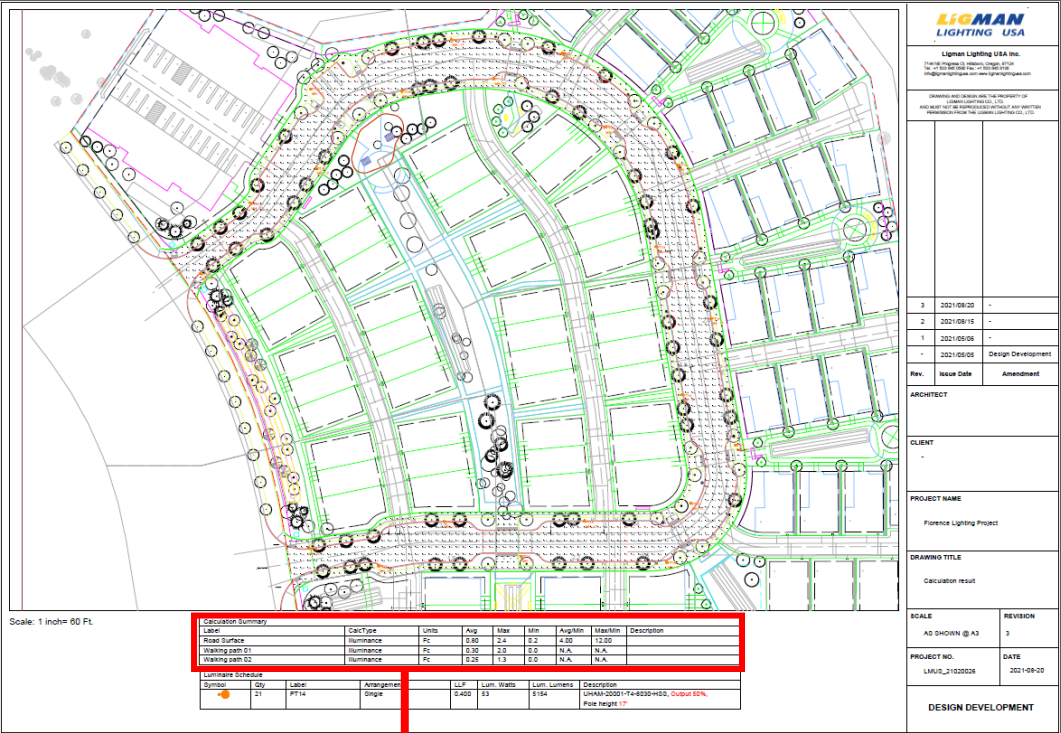 LiGMAN
LIGHTING USA
Ligman Lighting USA Inc.
DRAWING AND DESIGN ARE THE PROPERTY OF
LIGMAN LIGHTING CO., LTD.
AND MUST NOT BE REPRODUCED WITHOUT ANY WRITTEN
PERMISSION FROM THE LIGMAN LIGHTING CO., LTD.
3 2021/08/20 -
2 2021/08/15 -
1 2021/05/06 -
- 2021/05/05 Design Development
Rev. Issue Date Amendment
ARCHITECT
CLIENT
-
PROJECT NAME
Florence Lighting Project
DRAWING TITLE
Calculation result
SCALE REVISION
AS SHOWN @ A3 3
PROJECT NO. DATE
LMUS_21020026 2021-08-20
DESIGN DEVELOPMENT
Scale: 1 inch= 60 Ft.
Calculation Summary
Label CalcType Units Avg Max Min Avg/Min Max/Min Description
Road Surface Illuminance Fc 0.80 2.4 0.2 4.00 12.00
Walking path 01 Illuminance Fc 0.30 2.0 0.0 N.A. N.A.
Walking path 02 Illuminance Fc 0.25 1.3 0.0 N.A. N.A.
Luminaire Schedule
Symbol Qty Label Arrangemen LLF Lum. Watts Lum. Lumens Description
21 PT14 Single 0.400 53 5154 UHAM-20001-T4-8030-HSS, Output 50%,
Pole height 17'